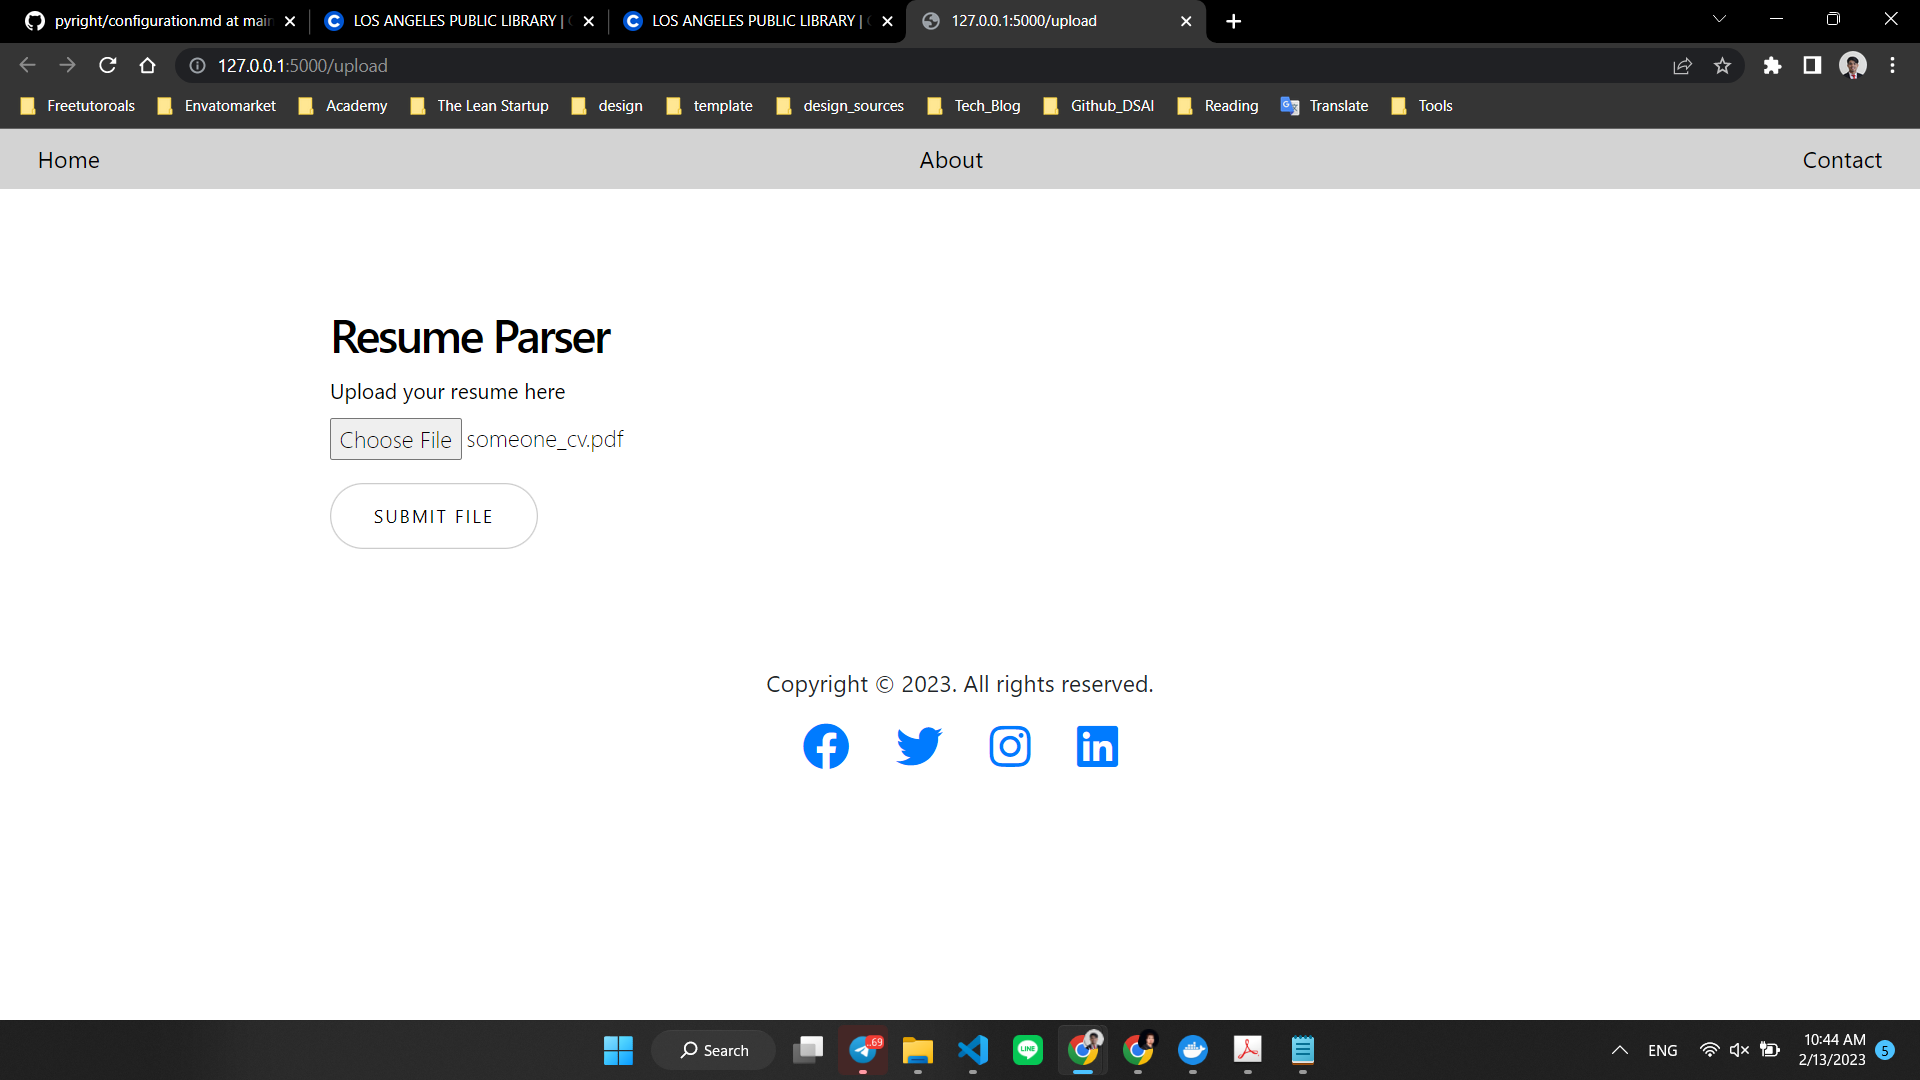 pyright/configuration.md at main
LOS ANGELES PUBLIC LIBRARY |
LOS ANGELES PUBLIC LIBRARY |
127.0.0.1:5000/upload
127.0.0.1:5000/upload
Freetutoroals
Envatomarket
Academy
The Lean Startup
design
template
design_sources
Tech_Blog
Github_DSAI
Reading
Translate
Tools
Home
About
Contact
Resume Parser
Upload your resume here
Choose File someone_cv.pdf
SUBMIT FILE
Copyright © 2023. All rights reserved.
Search
..69
LINE
ENG
10:44 AM
2/13/2023
5